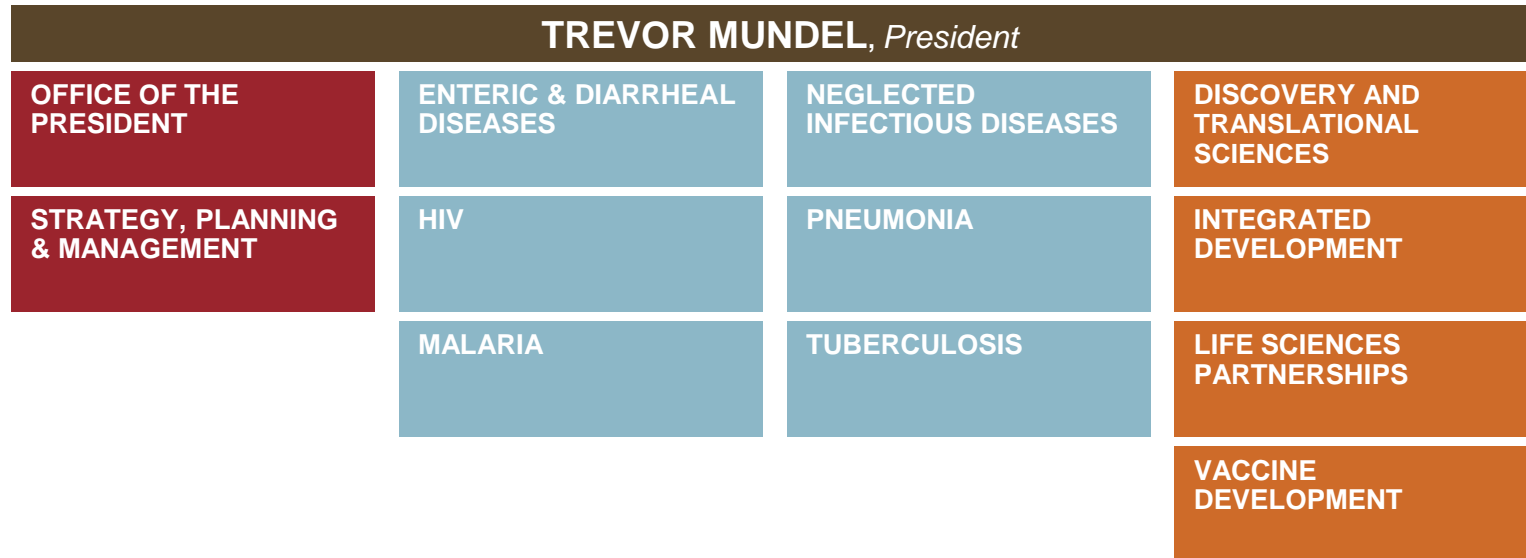 TREVOR MUNDEL, President
OFFICE OF THE
PRESIDENT
ENTERIC & DIARRHEAL
DISEASES
NEGLECTED
INFECTIOUS DISEASES
DISCOVERY AND
TRANSLATIONAL
SCIENCES
STRATEGY, PLANNING
& MANAGEMENT
HIV
PNEUMONIA
INTEGRATED
DEVELOPMENT
MALARIA
TUBERCULOSIS
LIFE SCIENCES
PARTNERSHIPS
VACCINE
DEVELOPMENT